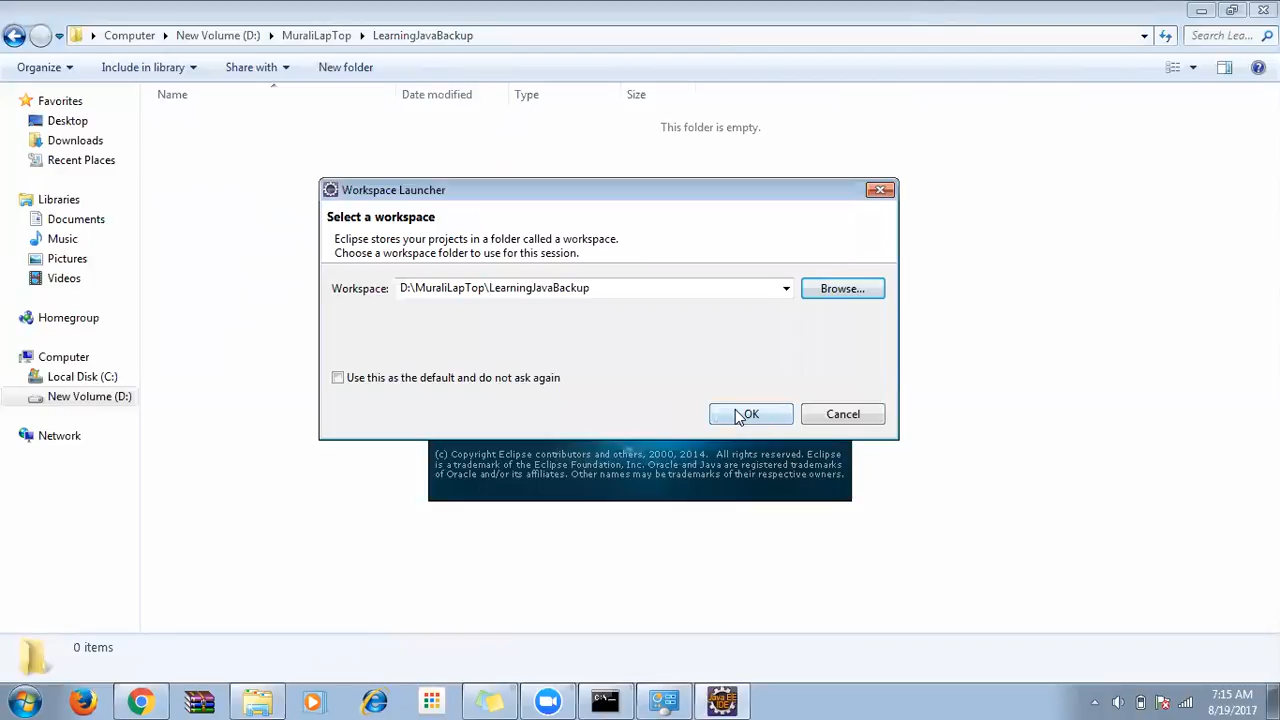 Computer New Volume (D:) MuraliLapTop LearningJavaBackup Search Lea...
Organize Include in library Share with New folder
Name Date modified Type Size
This folder is empty.
Favorites
Desktop
Downloads
Recent Places
Libraries
Documents
Music
Pictures
Videos
Homegroup
Computer
Local Disk (C:)
New Volume (D:)
Network
Workspace Launcher
Select a workspace
Eclipse stores your projects in a folder called a workspace.
Choose a workspace folder to use for this session.
Workspace: D:\MuraliLapTop\LearningJavaBackup Browse...
Use this as the default and do not ask again
OK Cancel
(c) Copyright Eclipse contributors and others, 2000, 2014. All rights reserved. Eclipse
is a trademark of the Eclipse Foundation, Inc. Oracle and Java are registered trademarks
of Oracle and/or its affiliates. Other names may be trademarks of their respective owners.
0 items
C:\.
Java EE
IDE
7:15 AM
8/19/2017